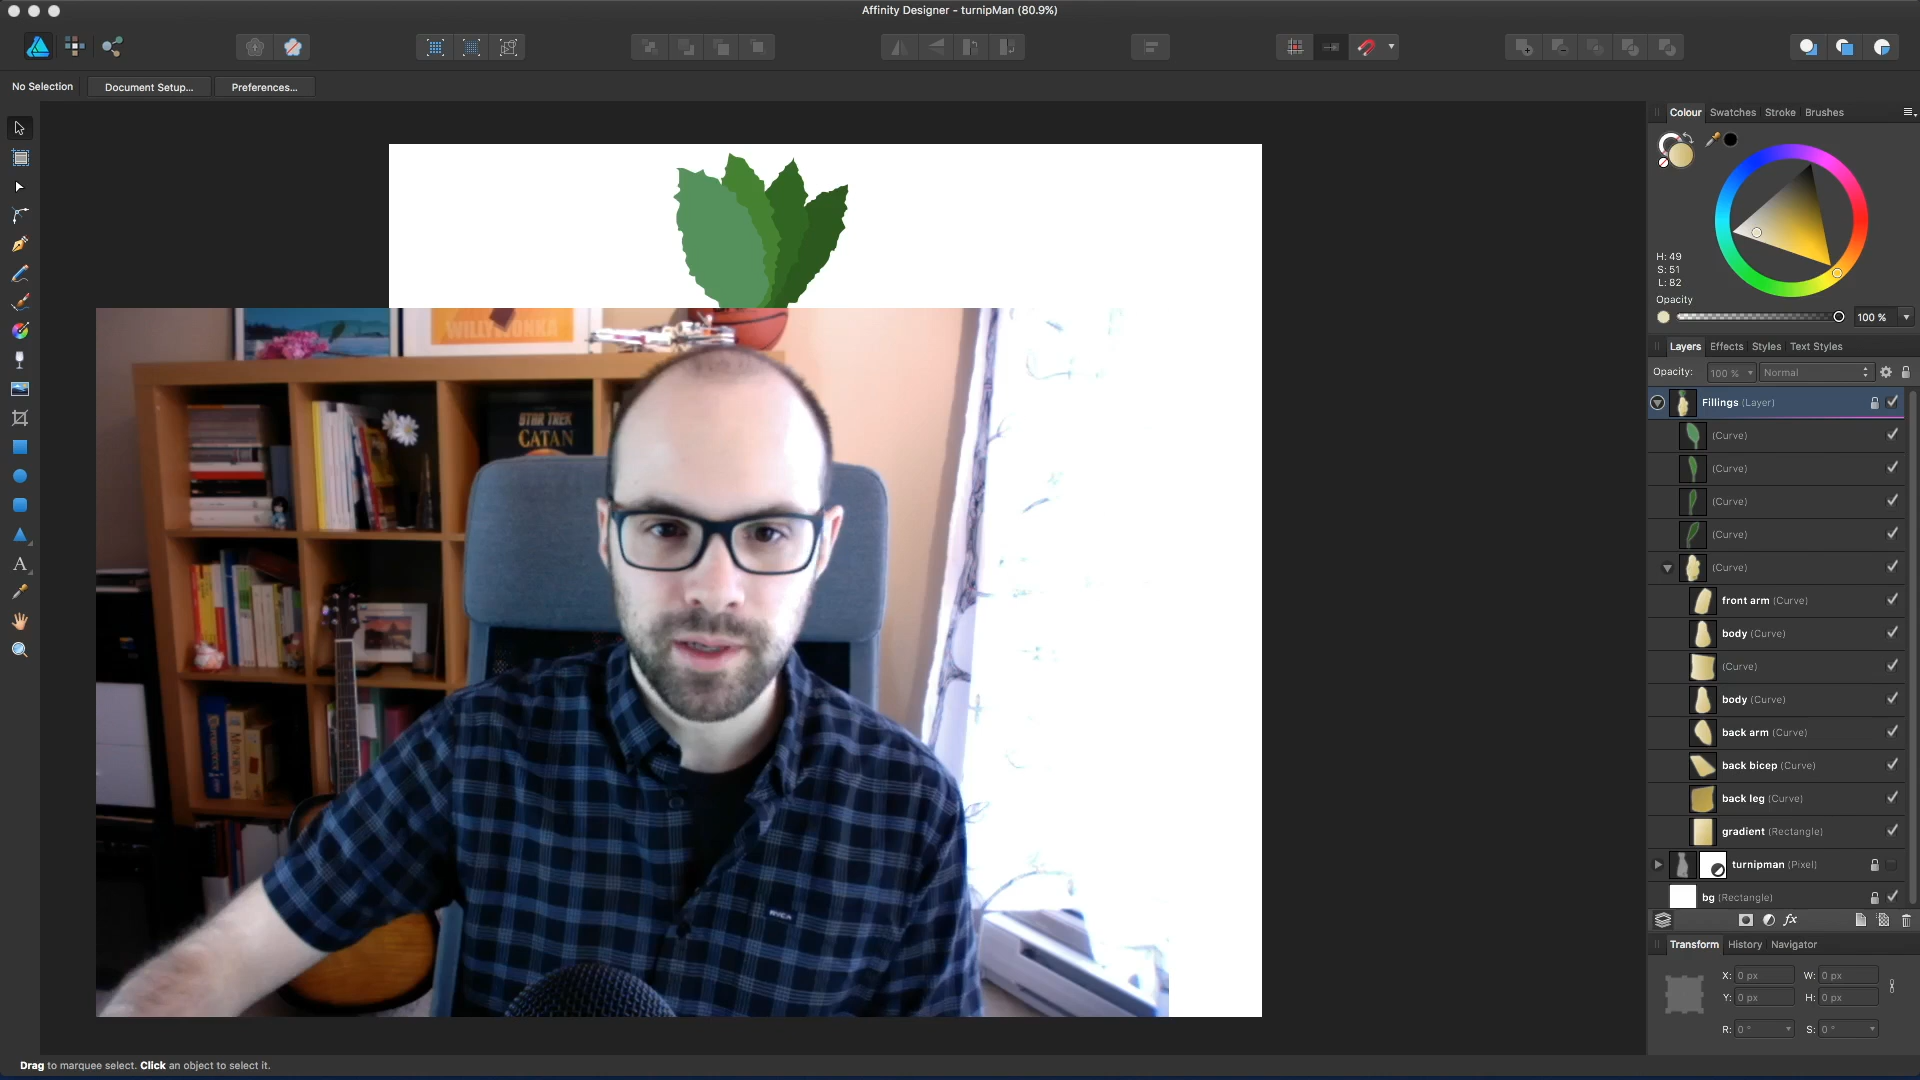 Affinity Designer - turnipMan (80.9%)
No Selection
Document Setup...
Preferences...
Colour
Swatches
Stroke
Brushes
H: 49
S: 51
L: 82
Opacity
100 %
Layers
Effects
Styles
Text Styles
Opacity:
100 %
Normal
Fillings (Layer)
(Curve)
(Curve)
(Curve)
(Curve)
(Curve)
front arm (Curve)
body (Curve)
(Curve)
body (Curve)
back arm (Curve)
back bicep (Curve)
back leg (Curve)
gradient (Rectangle)
turnipman (Pixel)
bg (Rectangle)
fx
Transform
History
Navigator
X: 0 px
W: 0 px
Y: 0 px
H: 0 px
R: 0 °
S: 0 °
A
WILLY WONKA
STAR TREK
CATAN
RVCA
Drag to marquee select. Click an object to select it.